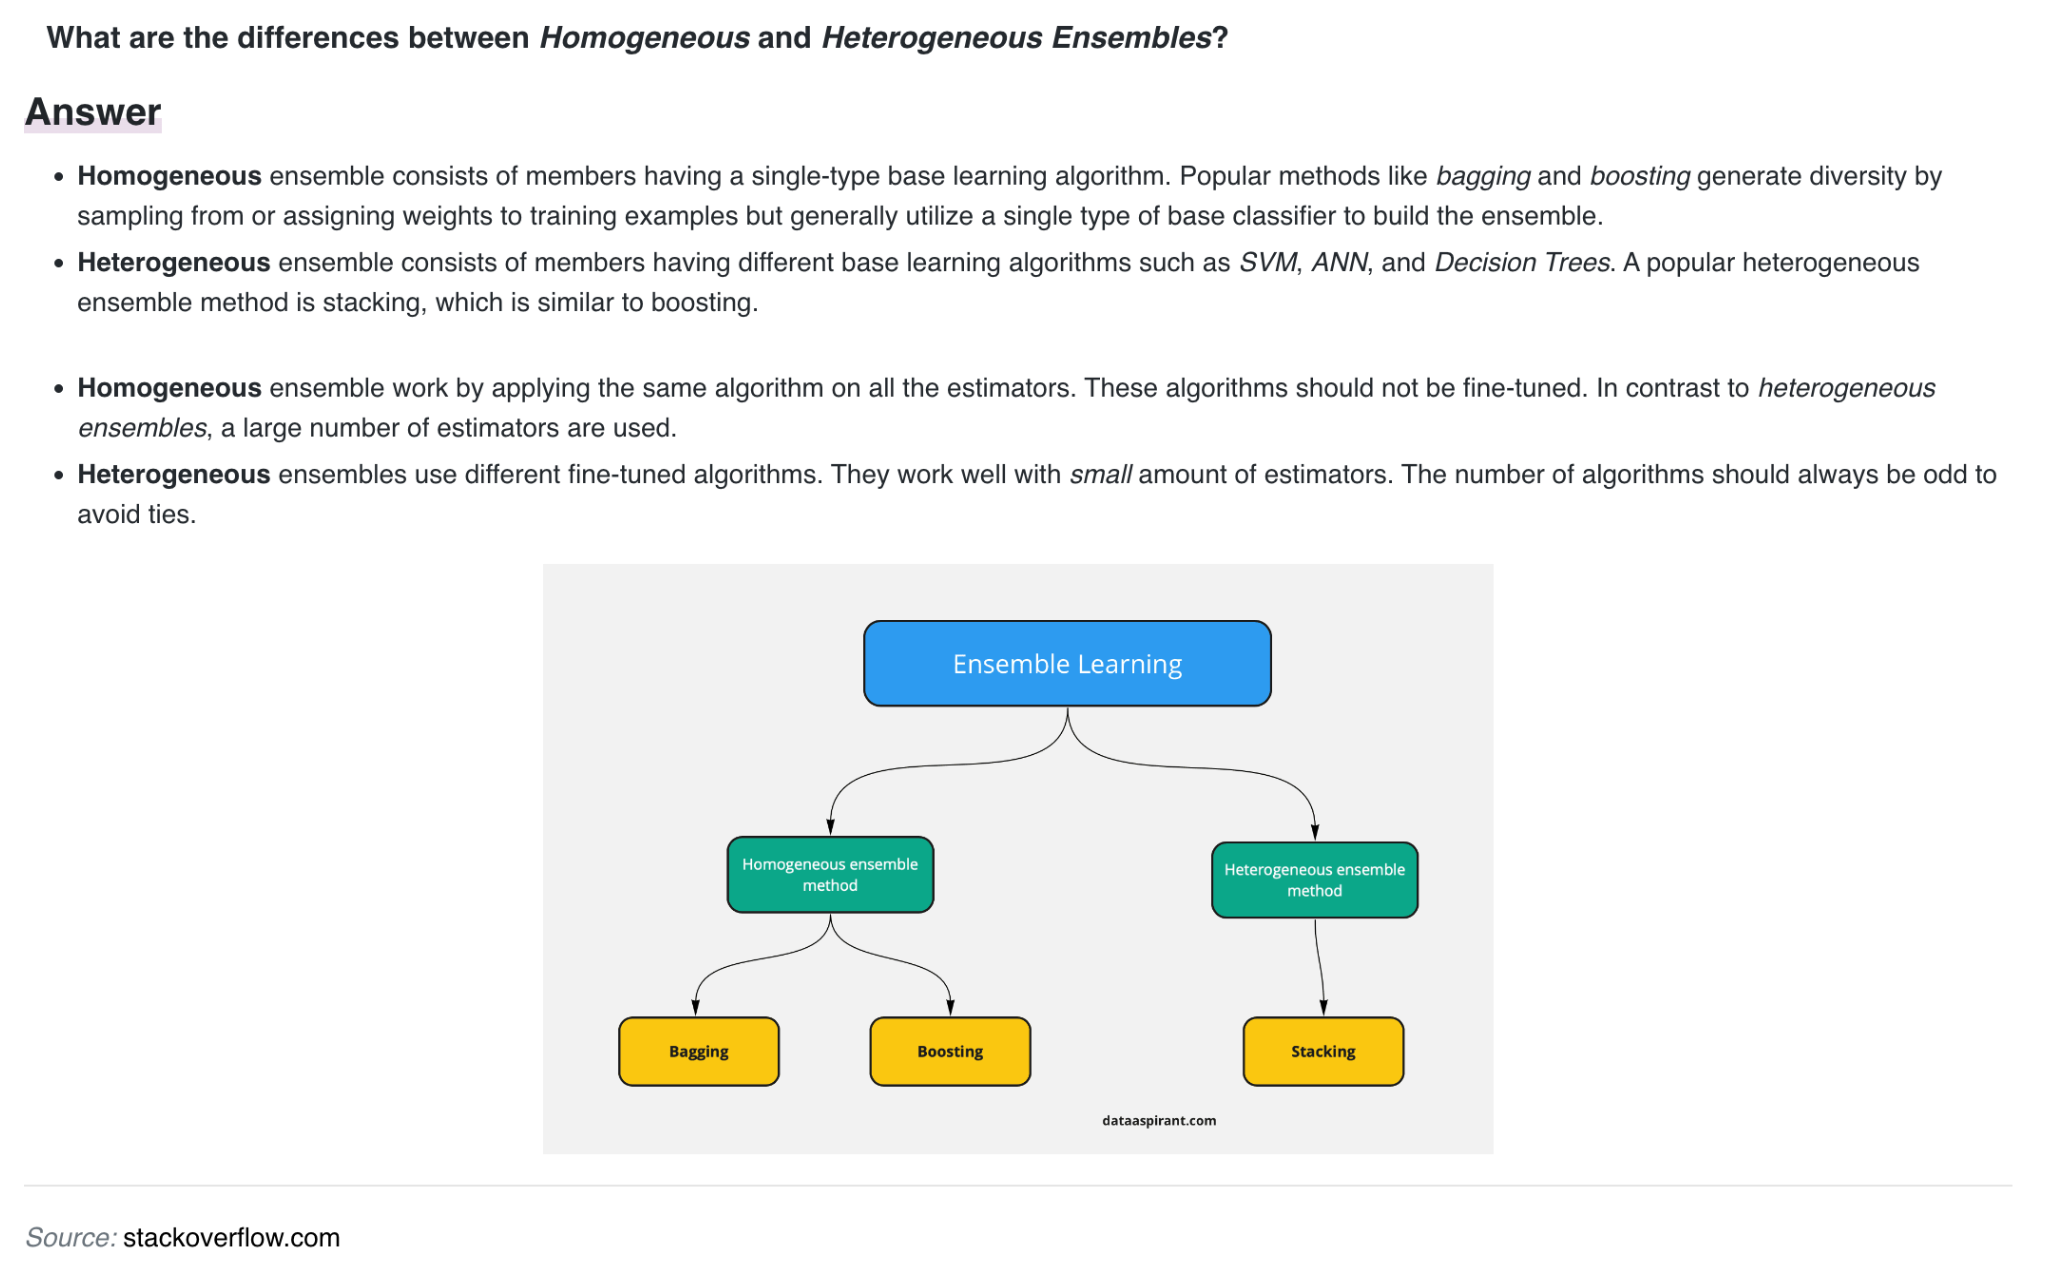 What are the differences between Homogeneous and Heterogeneous Ensembles?
Answer
• Homogeneous ensemble consists of members having a single-type base learning algorithm. Popular methods like bagging and boosting generate diversity by
sampling from or assigning weights to training examples but generally utilize a single type of base classifier to build the ensemble.
• Heterogeneous ensemble consists of members having different base learning algorithms such as SVM, ANN, and Decision Trees. A popular heterogeneous
ensemble method is stacking, which is similar to boosting.
• Homogeneous ensemble work by applying the same algorithm on all the estimators. These algorithms should not be fine-tuned. In contrast to heterogeneous
ensembles, a large number of estimators are used.
• Heterogeneous ensembles use different fine-tuned algorithms. They work well with small amount of estimators. The number of algorithms should always be odd to
avoid ties.
Ensemble Learning
Homogeneous ensemble
method
Heterogeneous ensemble
method
Bagging
Boosting
Stacking
dataaspirant.com
Source: stackoverflow.com